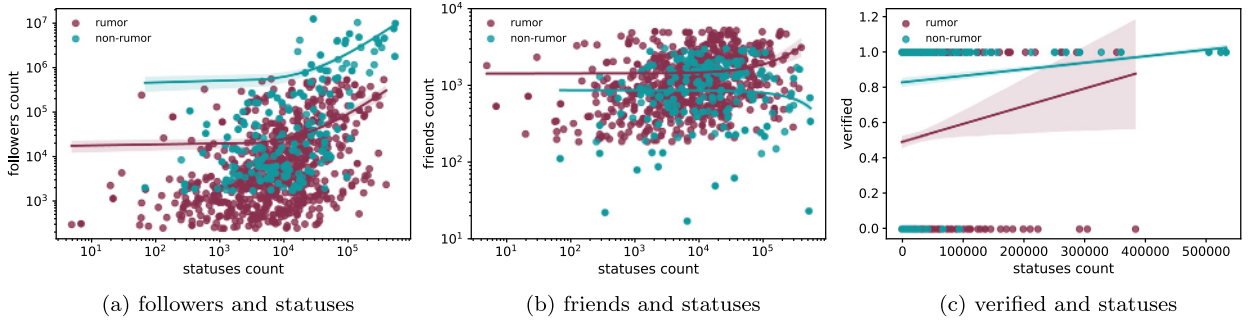 rumor
non-rumor
followers count
10^7
10^6
10^5
10^4
10^3
10^1 10^2 10^3 10^4 10^5
statuses count
(a) followers and statuses
rumor
non-rumor
friends count
10^4
10^3
10^2
10^1
10^1 10^2 10^3 10^4 10^5
statuses count
(b) friends and statuses
rumor
non-rumor
verified
1.2
1.0
0.8
0.6
0.4
0.2
0.0
0 100000 200000 300000 400000 500000
statuses count
(c) verified and statuses